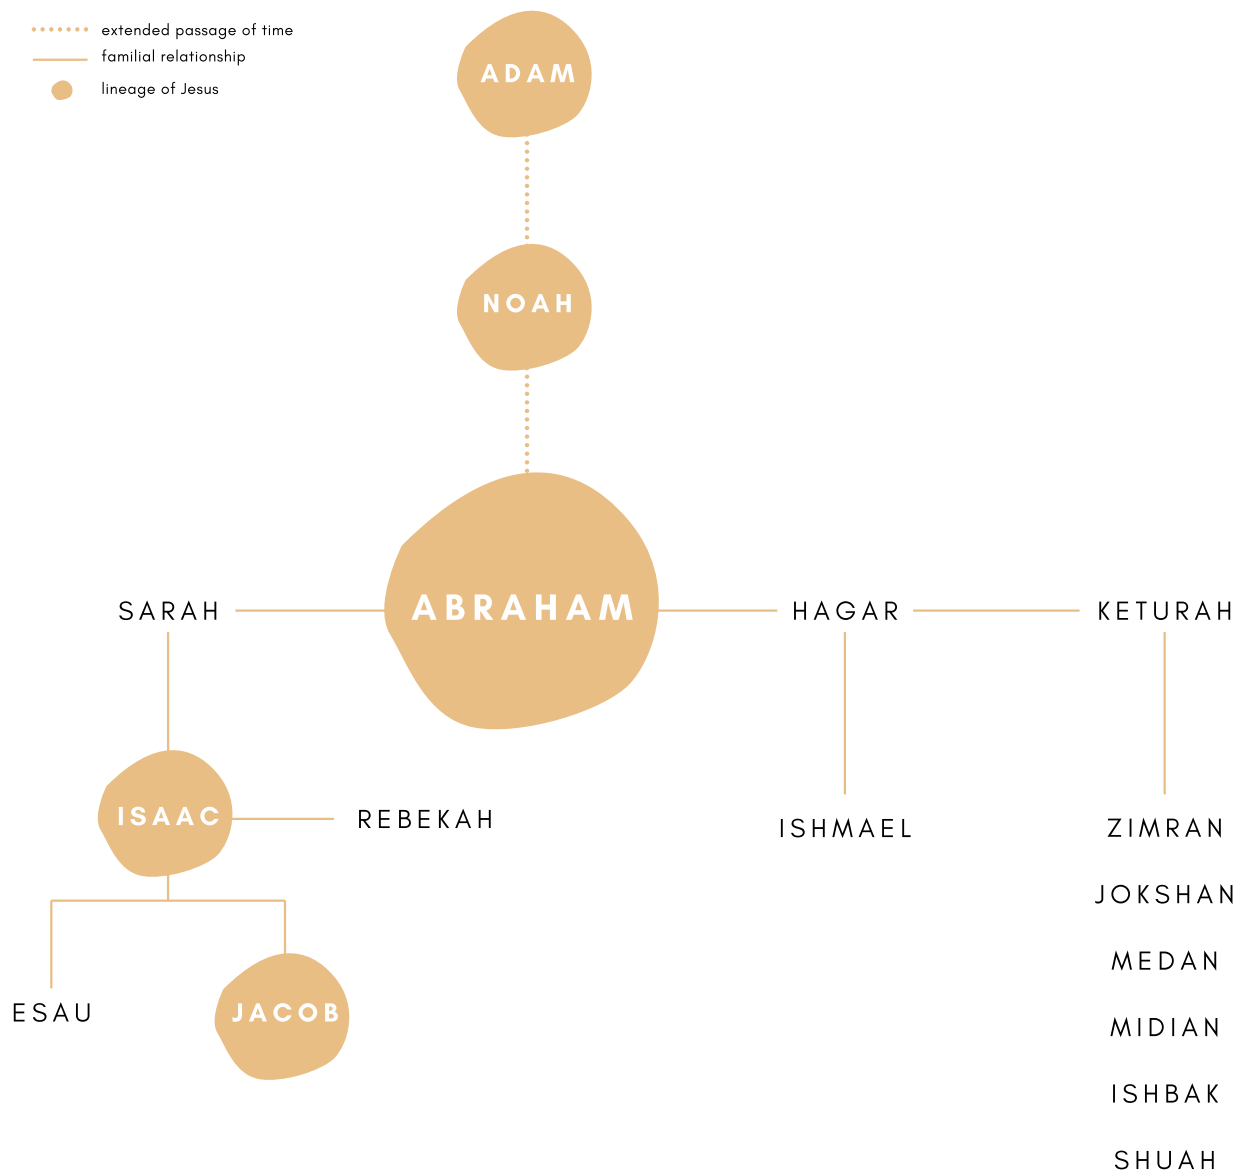 extended passage of time
familial relationship
lineage of Jesus
ADAM
NOAH
ABRAHAM
SARAH
HAGAR
KETURAH
ISAAC
REBEKAH
ISHMAEL
ZIMRAN
JOKSHAN
MEDAN
MIDIAN
ISHBAK
SHUAH
ESAU
JACOB